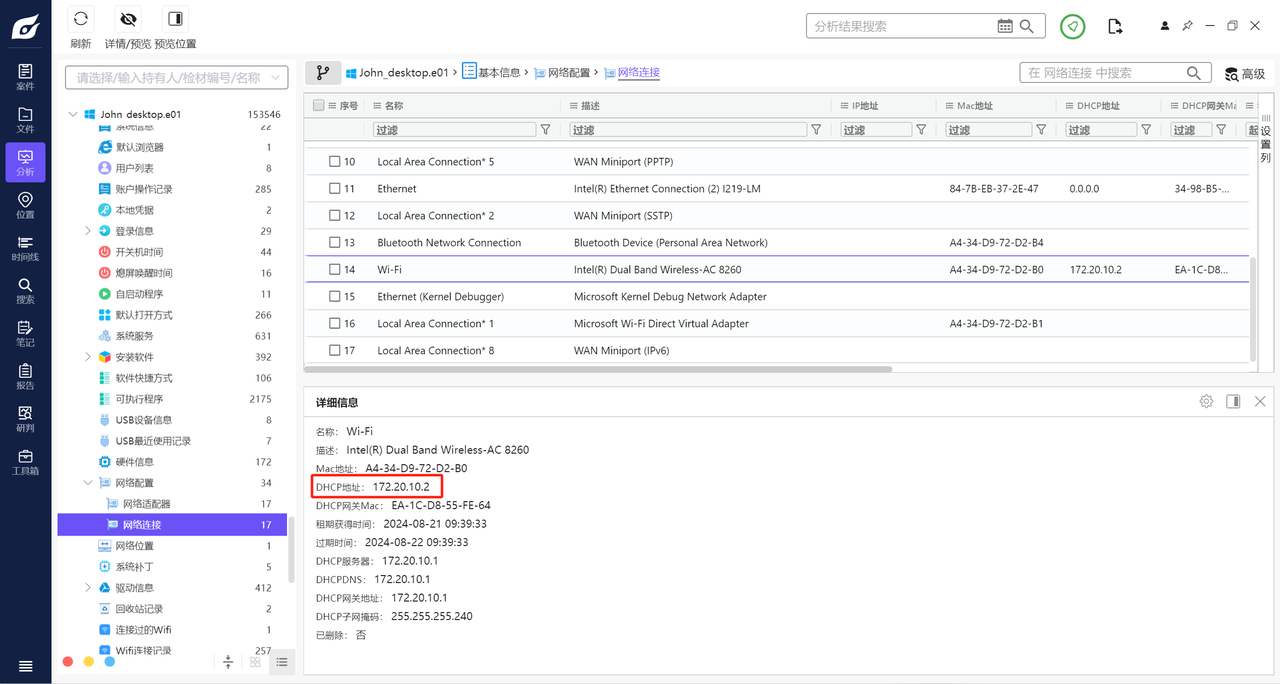 刷新 详情/预览 预览位置
分析结果搜索
案件
文件
分析
位置
时间线
搜索
笔记
报告
研判
工具箱
请选择/输入持有人/检材编号/名称
John_desktop.e01 153546
系统信息 22
默认浏览器 1
用户列表 8
账户操作记录 285
本地凭据 2
登录信息 29
开关机时间 44
熄屏唤醒时间 16
自启动程序 11
默认打开方式 266
系统服务 631
安装软件 392
软件快捷方式 106
可执行程序 2175
USB设备信息 8
USB最近使用记录 7
硬件信息 172
网络配置 34
网络适配器 17
网络连接 17
网络位置 1
系统补丁 5
驱动信息 412
回收站记录 2
连接过的Wifi 1
Wifi连接记录 257
John_desktop.e01 › 基本信息 › 网络配置 › 网络连接
在 网络连接 中搜索
高级
序号 名称 描述 IP地址 Mac地址 DHCP地址 DHCP网关Ma
过滤 过滤 过滤 过滤 过滤 过滤 起
设置列
10 Local Area Connection* 5 WAN Miniport (PPTP)
11 Ethernet Intel(R) Ethernet Connection (2) I219-LM 84-7B-EB-37-2E-47 0.0.0.0 34-98-B5-...
12 Local Area Connection* 2 WAN Miniport (SSTP)
13 Bluetooth Network Connection Bluetooth Device (Personal Area Network) A4-34-D9-72-D2-B4
14 Wi-Fi Intel(R) Dual Band Wireless-AC 8260 A4-34-D9-72-D2-B0 172.20.10.2 EA-1C-D8...
15 Ethernet (Kernel Debugger) Microsoft Kernel Debug Network Adapter
16 Local Area Connection* 1 Microsoft Wi-Fi Direct Virtual Adapter A4-34-D9-72-D2-B1
17 Local Area Connection* 8 WAN Miniport (IPv6)
详细信息
名称： Wi-Fi
描述： Intel(R) Dual Band Wireless-AC 8260
Mac地址： A4-34-D9-72-D2-B0
DHCP地址： 172.20.10.2
DHCP网关Mac： EA-1C-D8-55-FE-64
租期获得时间： 2024-08-21 09:39:33
过期时间： 2024-08-22 09:39:33
DHCP服务器： 172.20.10.1
DHCPDNS： 172.20.10.1
DHCP网关地址： 172.20.10.1
DHCP子网掩码： 255.255.255.240
已删除： 否